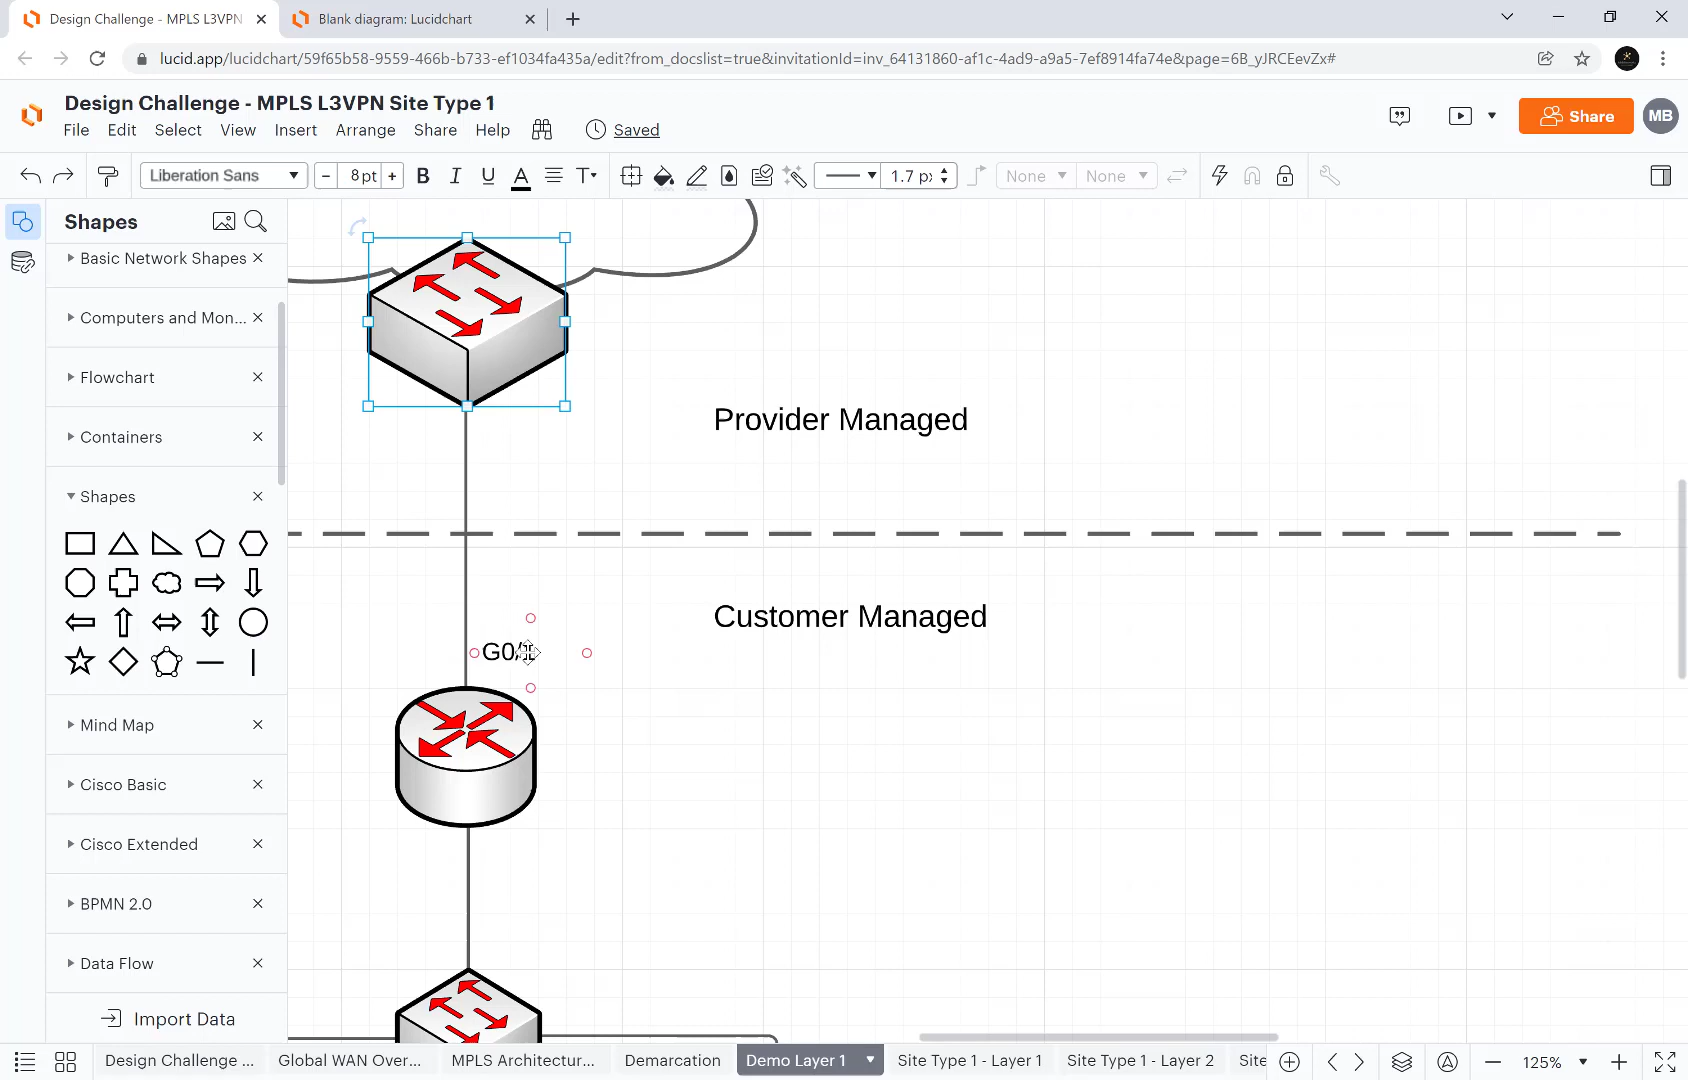 Design Challenge - MPLS L3VPN
Blank diagram: Lucidchart
lucid.app/lucidchart/59f65b58-9559-466b-b733-ef1034fa435a/edit?from_docslist=true&invitationId=inv_64131860-af1c-4ad9-a9a5-7ef8914fa74e&page=6B_yJRCEevZx#
Design Challenge - MPLS L3VPN Site Type 1
File Edit Select View Insert Arrange Share Help Saved
Share
MB
Liberation Sans
8 pt
B I U A T
1.7 px
None
None
Shapes
Basic Network Shapes
Computers and Mon...
Flowchart
Containers
Shapes
Mind Map
Cisco Basic
Cisco Extended
BPMN 2.0
Data Flow
Import Data
Provider Managed
Customer Managed
Design Challenge ...
Global WAN Over...
MPLS Architectur...
Demarcation
Demo Layer 1
Site Type 1 - Layer 1
Site Type 1 - Layer 2
Site
125%